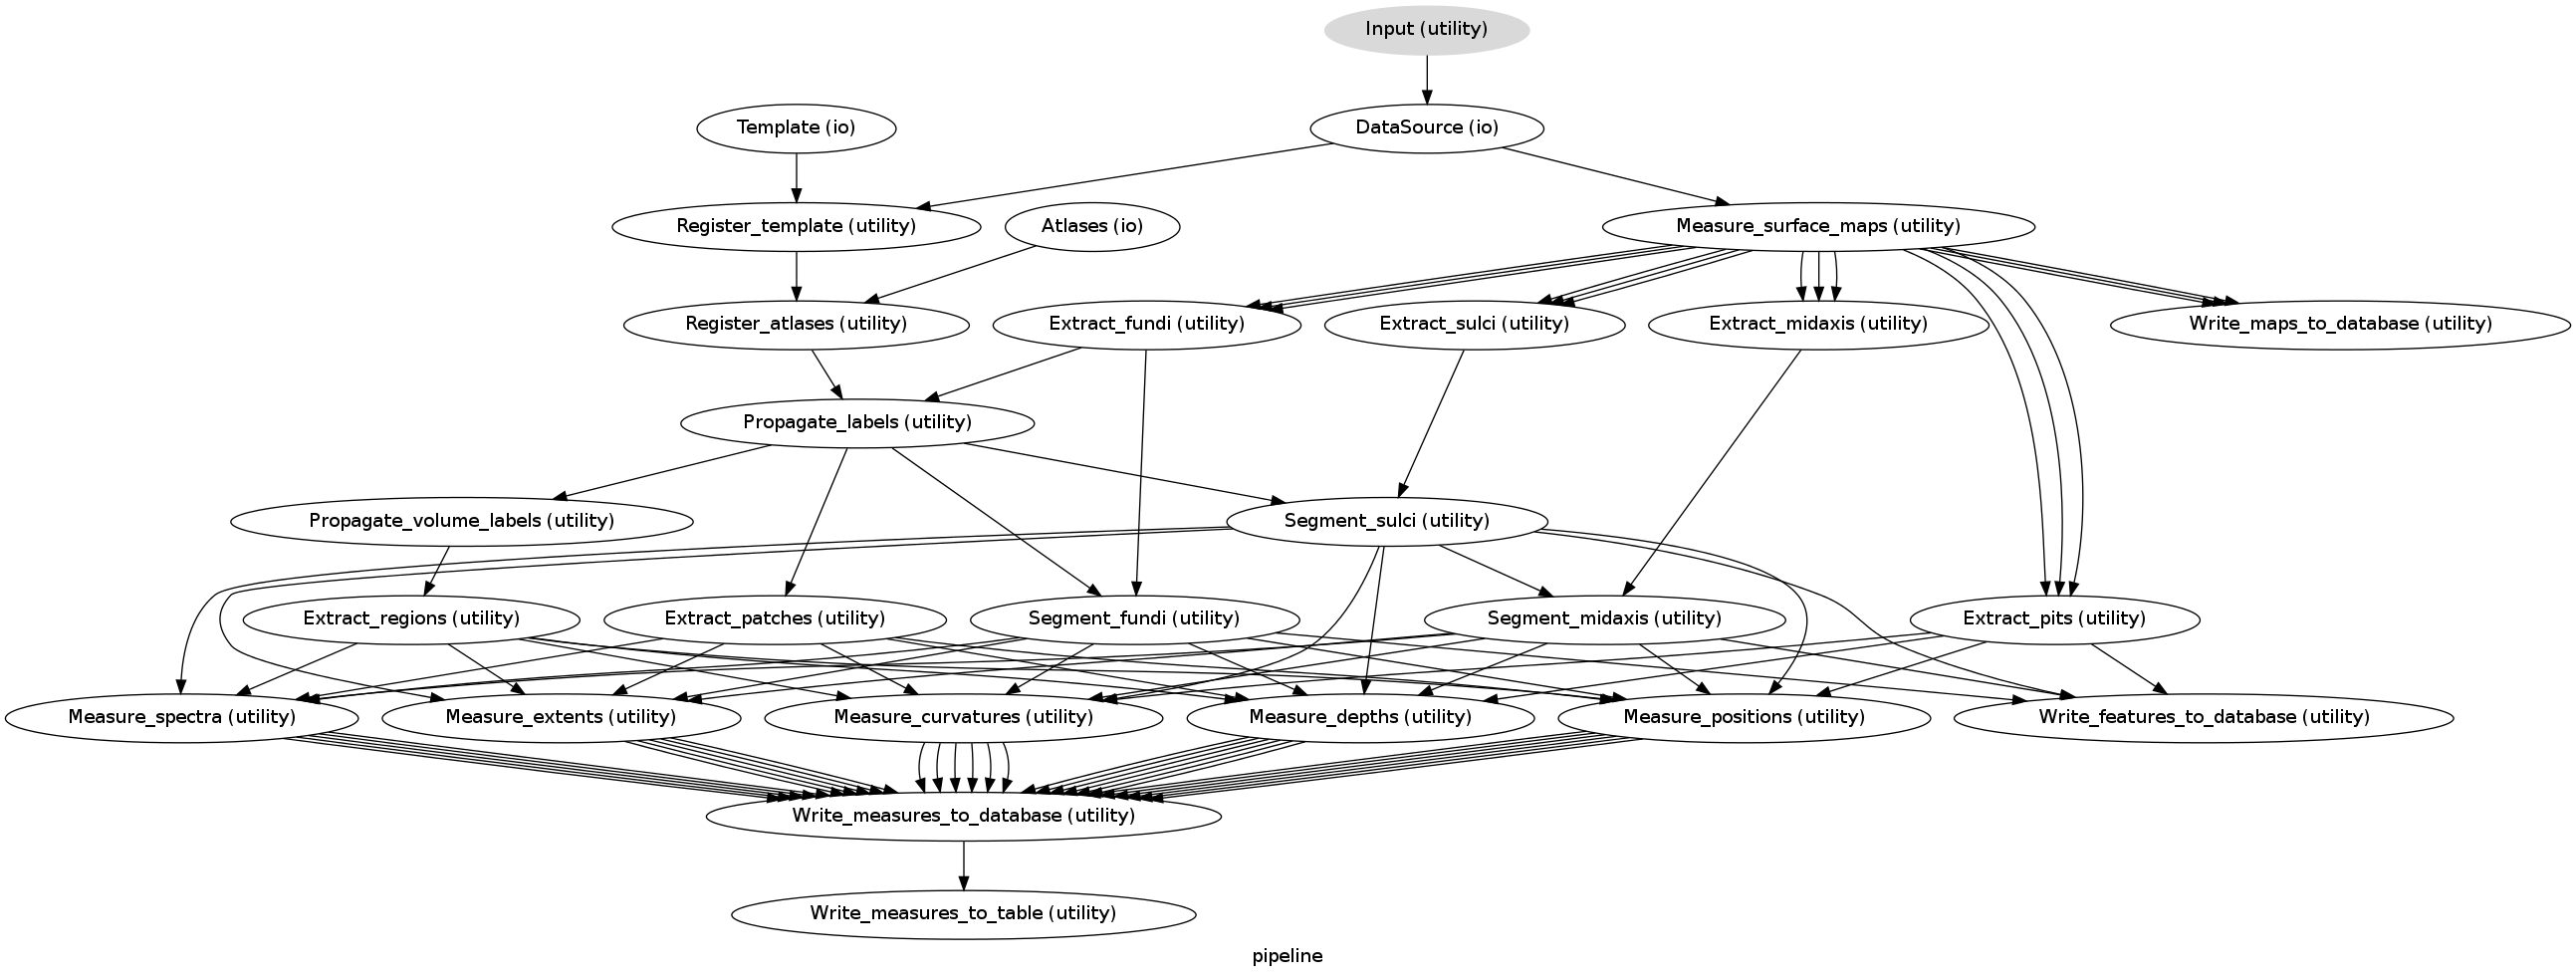 Input (utility)
Template (io)
DataSource (io)
Register_template (utility)
Atlases (io)
Measure_surface_maps (utility)
Register_atlases (utility)
Extract_fundi (utility)
Extract_sulci (utility)
Extract_midaxis (utility)
Write_maps_to_database (utility)
Propagate_labels (utility)
Propagate_volume_labels (utility)
Segment_sulci (utility)
Extract_regions (utility)
Extract_patches (utility)
Segment_fundi (utility)
Segment_midaxis (utility)
Extract_pits (utility)
Measure_spectra (utility)
Measure_extents (utility)
Measure_curvatures (utility)
Measure_depths (utility)
Measure_positions (utility)
Write_features_to_database (utility)
Write_measures_to_database (utility)
Write_measures_to_table (utility)
pipeline